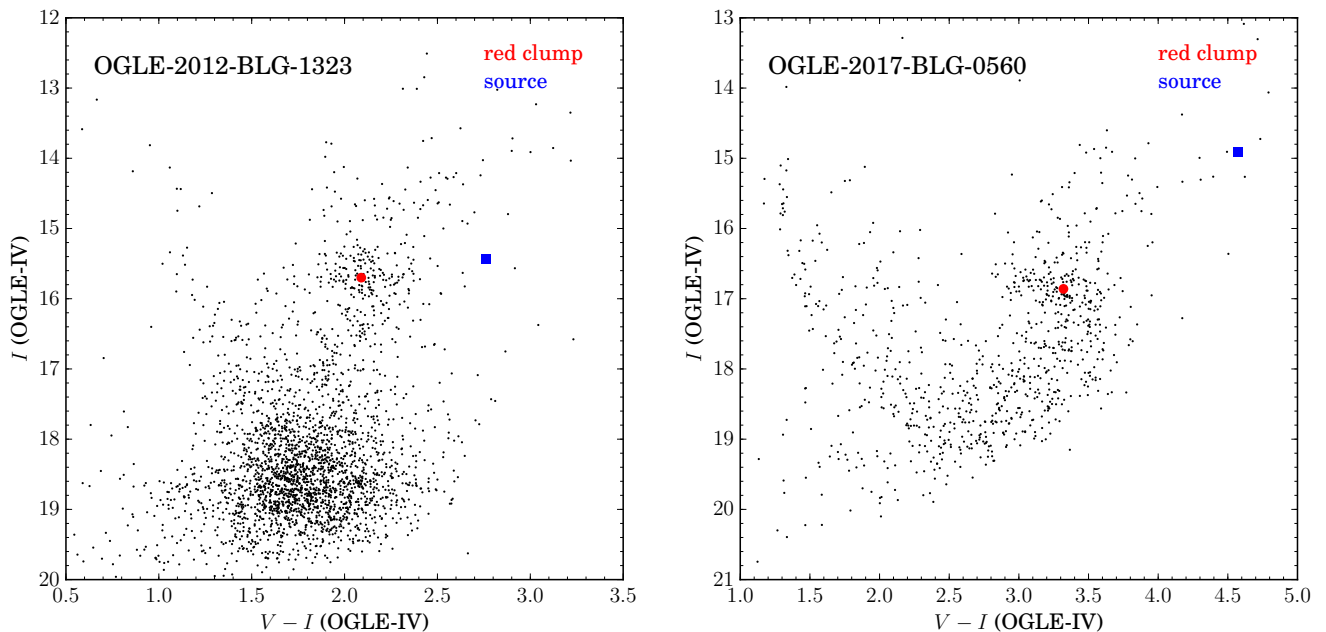 OGLE-2012-BLG-1323
red clump
source
12
13
14
15
16
17
18
19
20
0.5 1.0 1.5 2.0 2.5 3.0 3.5
I (OGLE-IV)
V − I (OGLE-IV)
OGLE-2017-BLG-0560
red clump
source
13
14
15
16
17
18
19
20
21
1.0 1.5 2.0 2.5 3.0 3.5 4.0 4.5 5.0
I (OGLE-IV)
V − I (OGLE-IV)